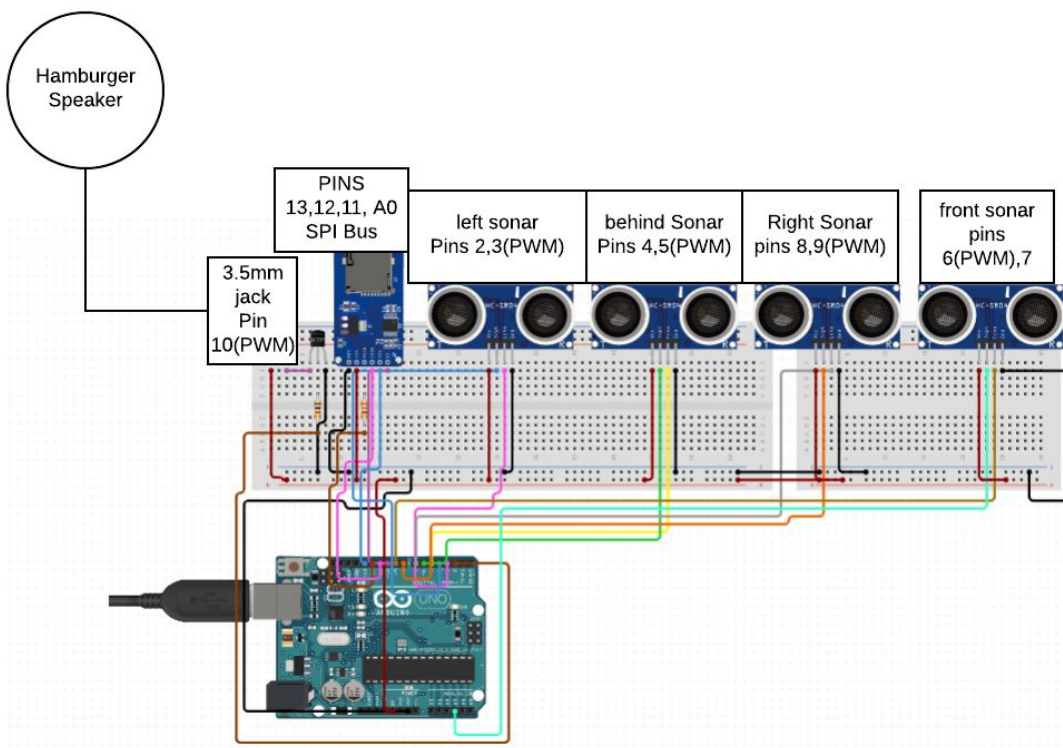 Hamburger
Speaker
PINS
13,12,11, A0
SPI Bus
left sonar
Pins 2,3(PWM)
behind Sonar
Pins 4,5(PWM)
Right Sonar
pins 8,9(PWM)
front sonar
pins
6(PWM),7
3.5mm
jack
Pin
10(PWM)
UNO
ARDUINO